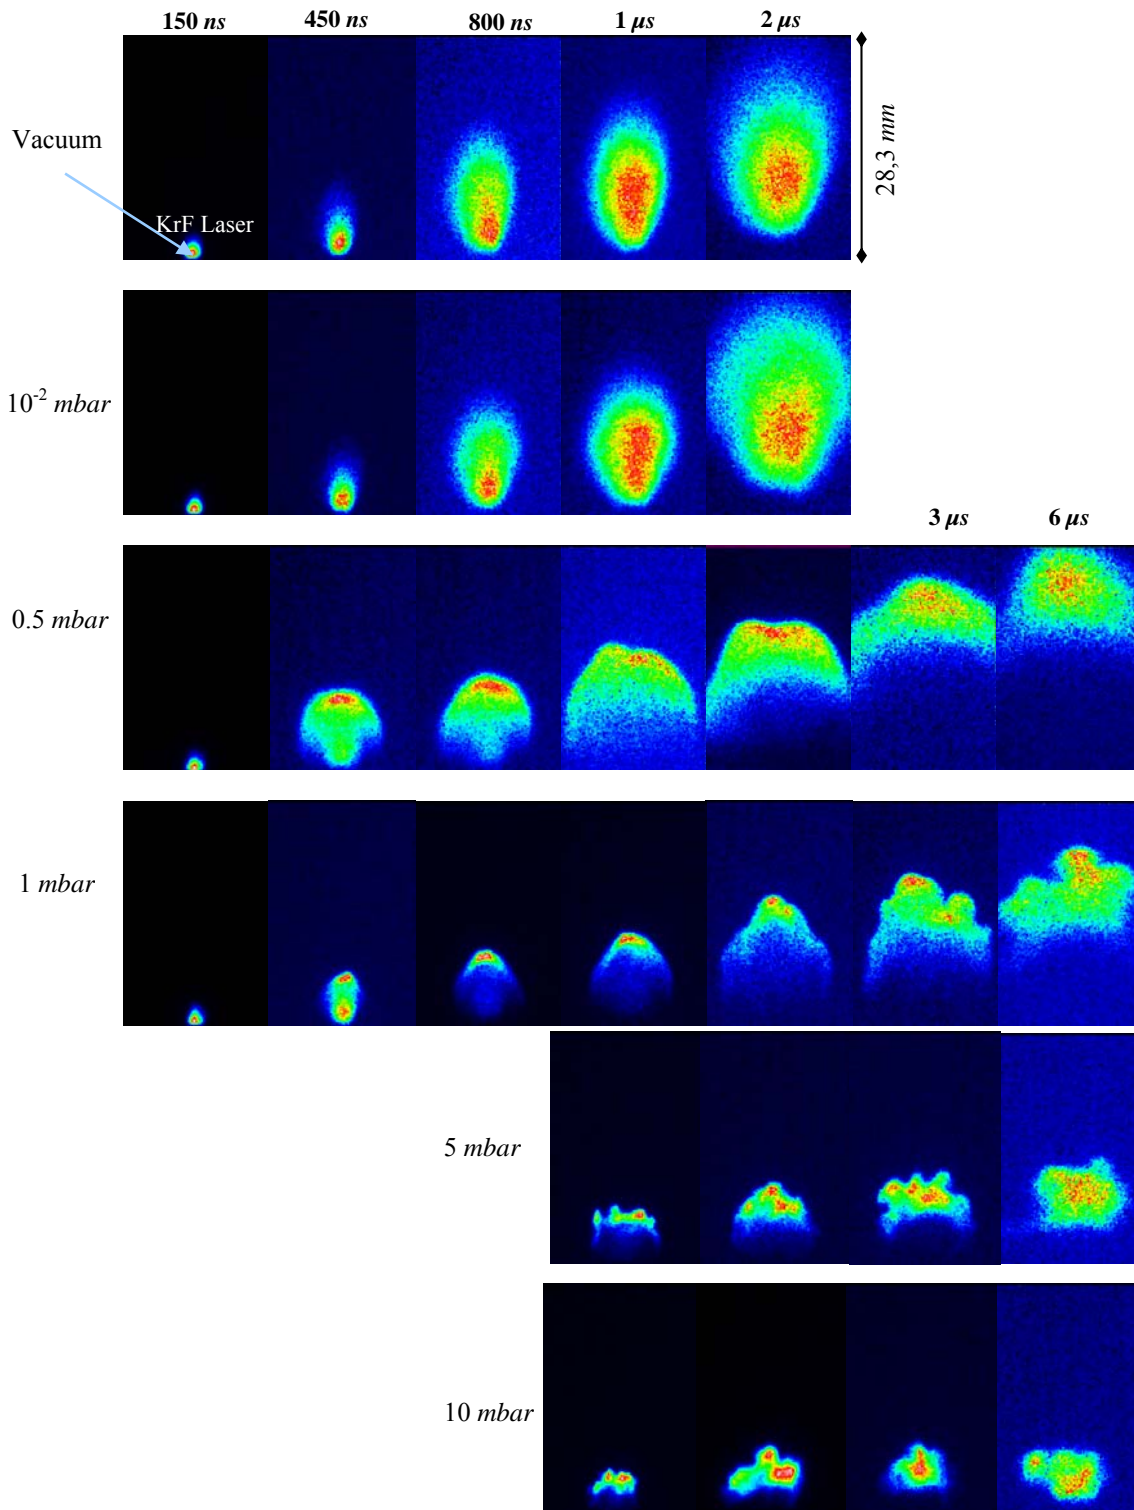 150 ns 450 ns 800 ns 1 µs 2 µs
Vacuum
KrF Laser
28,3 mm
10⁻² mbar
3 µs 6 µs
0.5 mbar
1 mbar
5 mbar
10 mbar